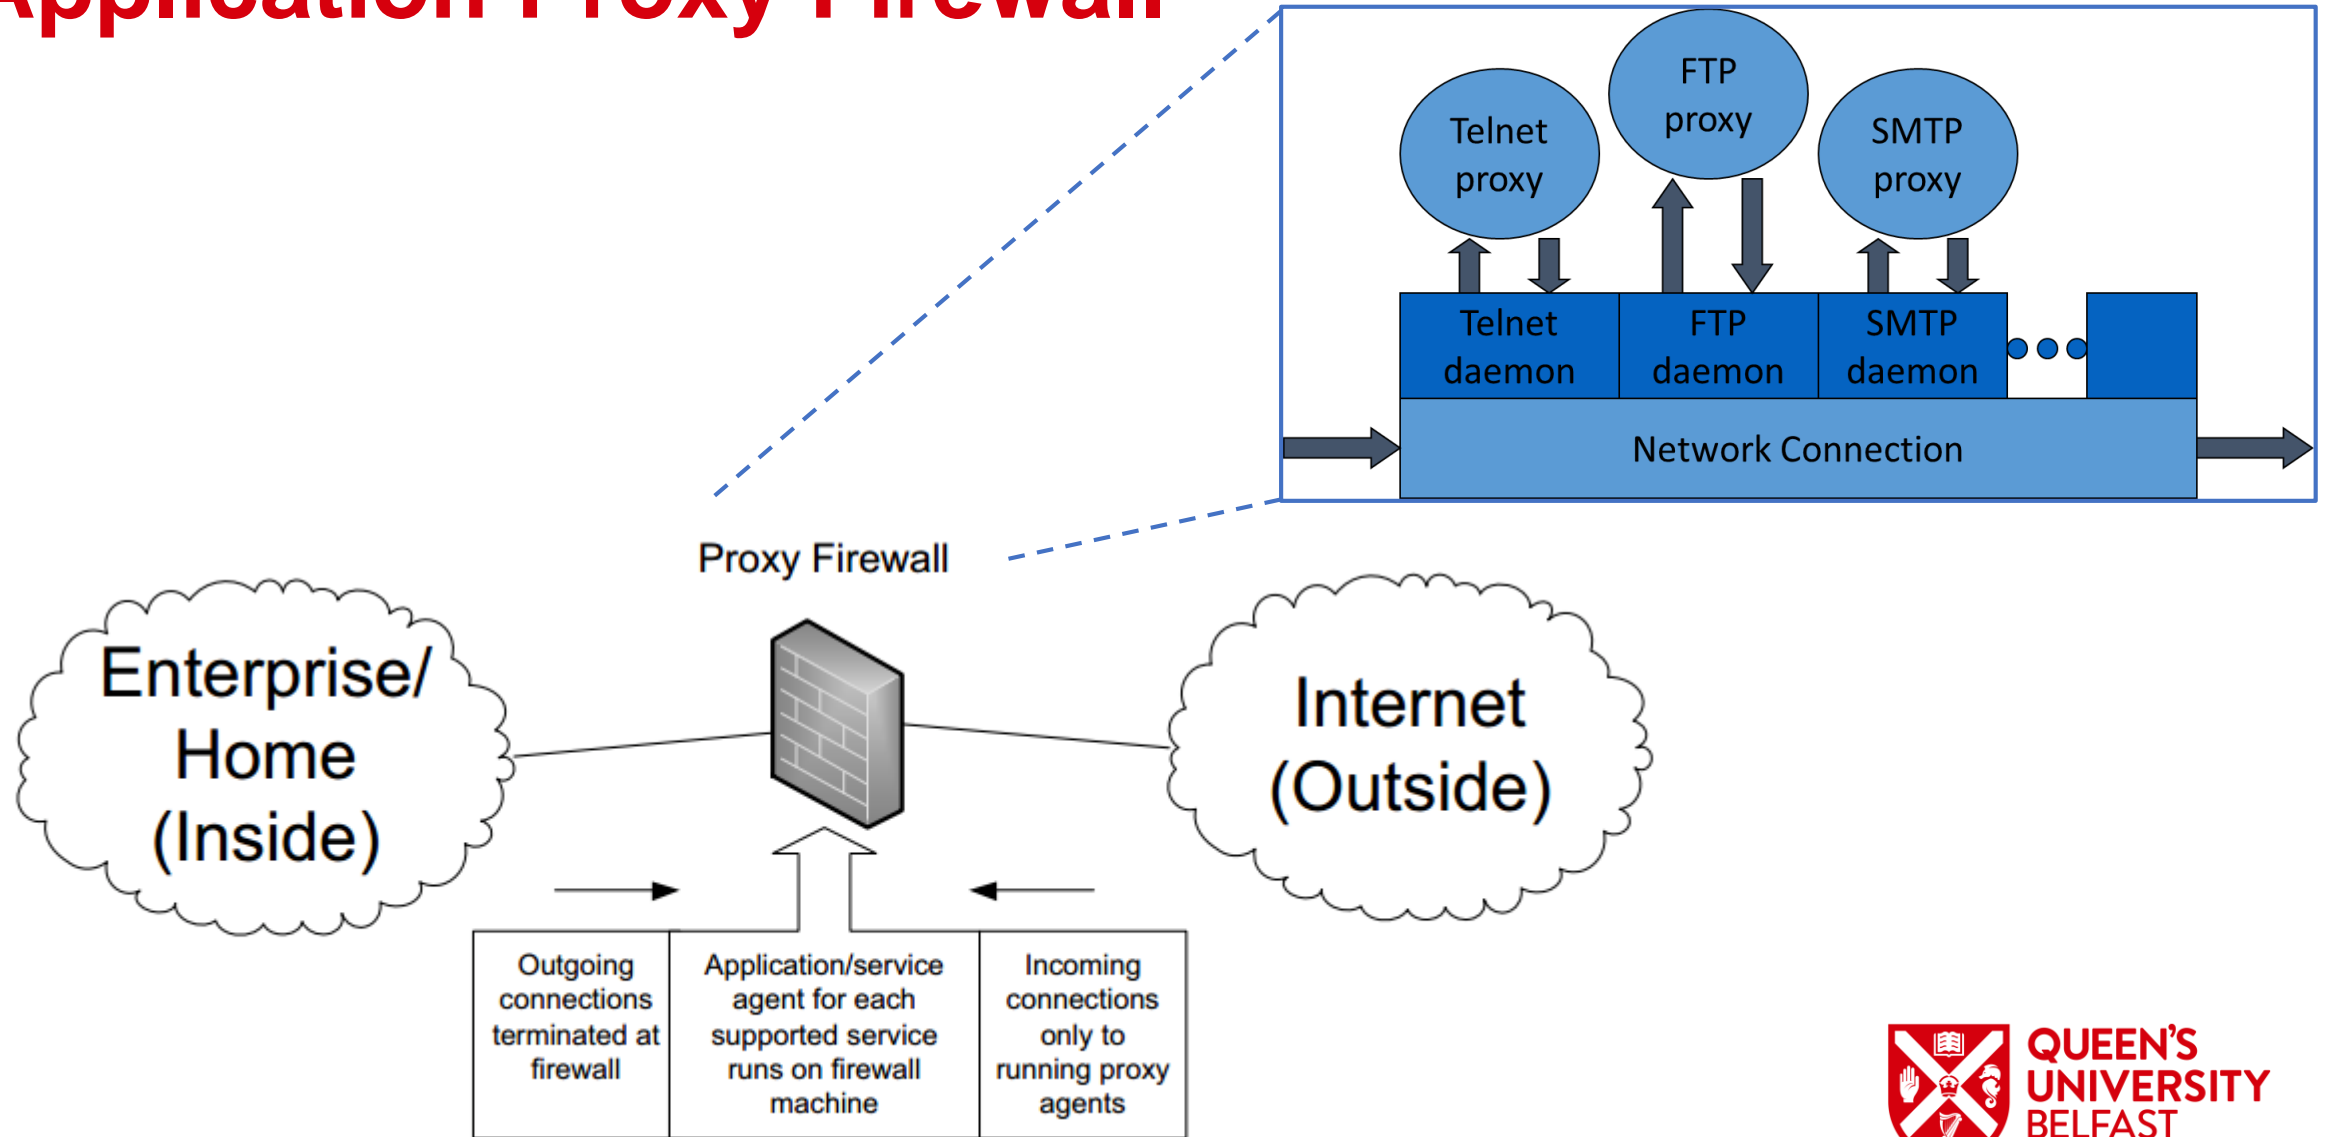 Application Proxy Firewall
FTP
proxy
Telnet
proxy
SMTP
proxy
Telnet
daemon
FTP
daemon
SMTP
daemon
Network Connection
Proxy Firewall
Enterprise/
Home
(Inside)
Internet
(Outside)
Outgoing
connections
terminated at
firewall
Application/service
agent for each
supported service
runs on firewall
machine
Incoming
connections
only to
running proxy
agents
QUEEN'S
UNIVERSITY
BELFAST